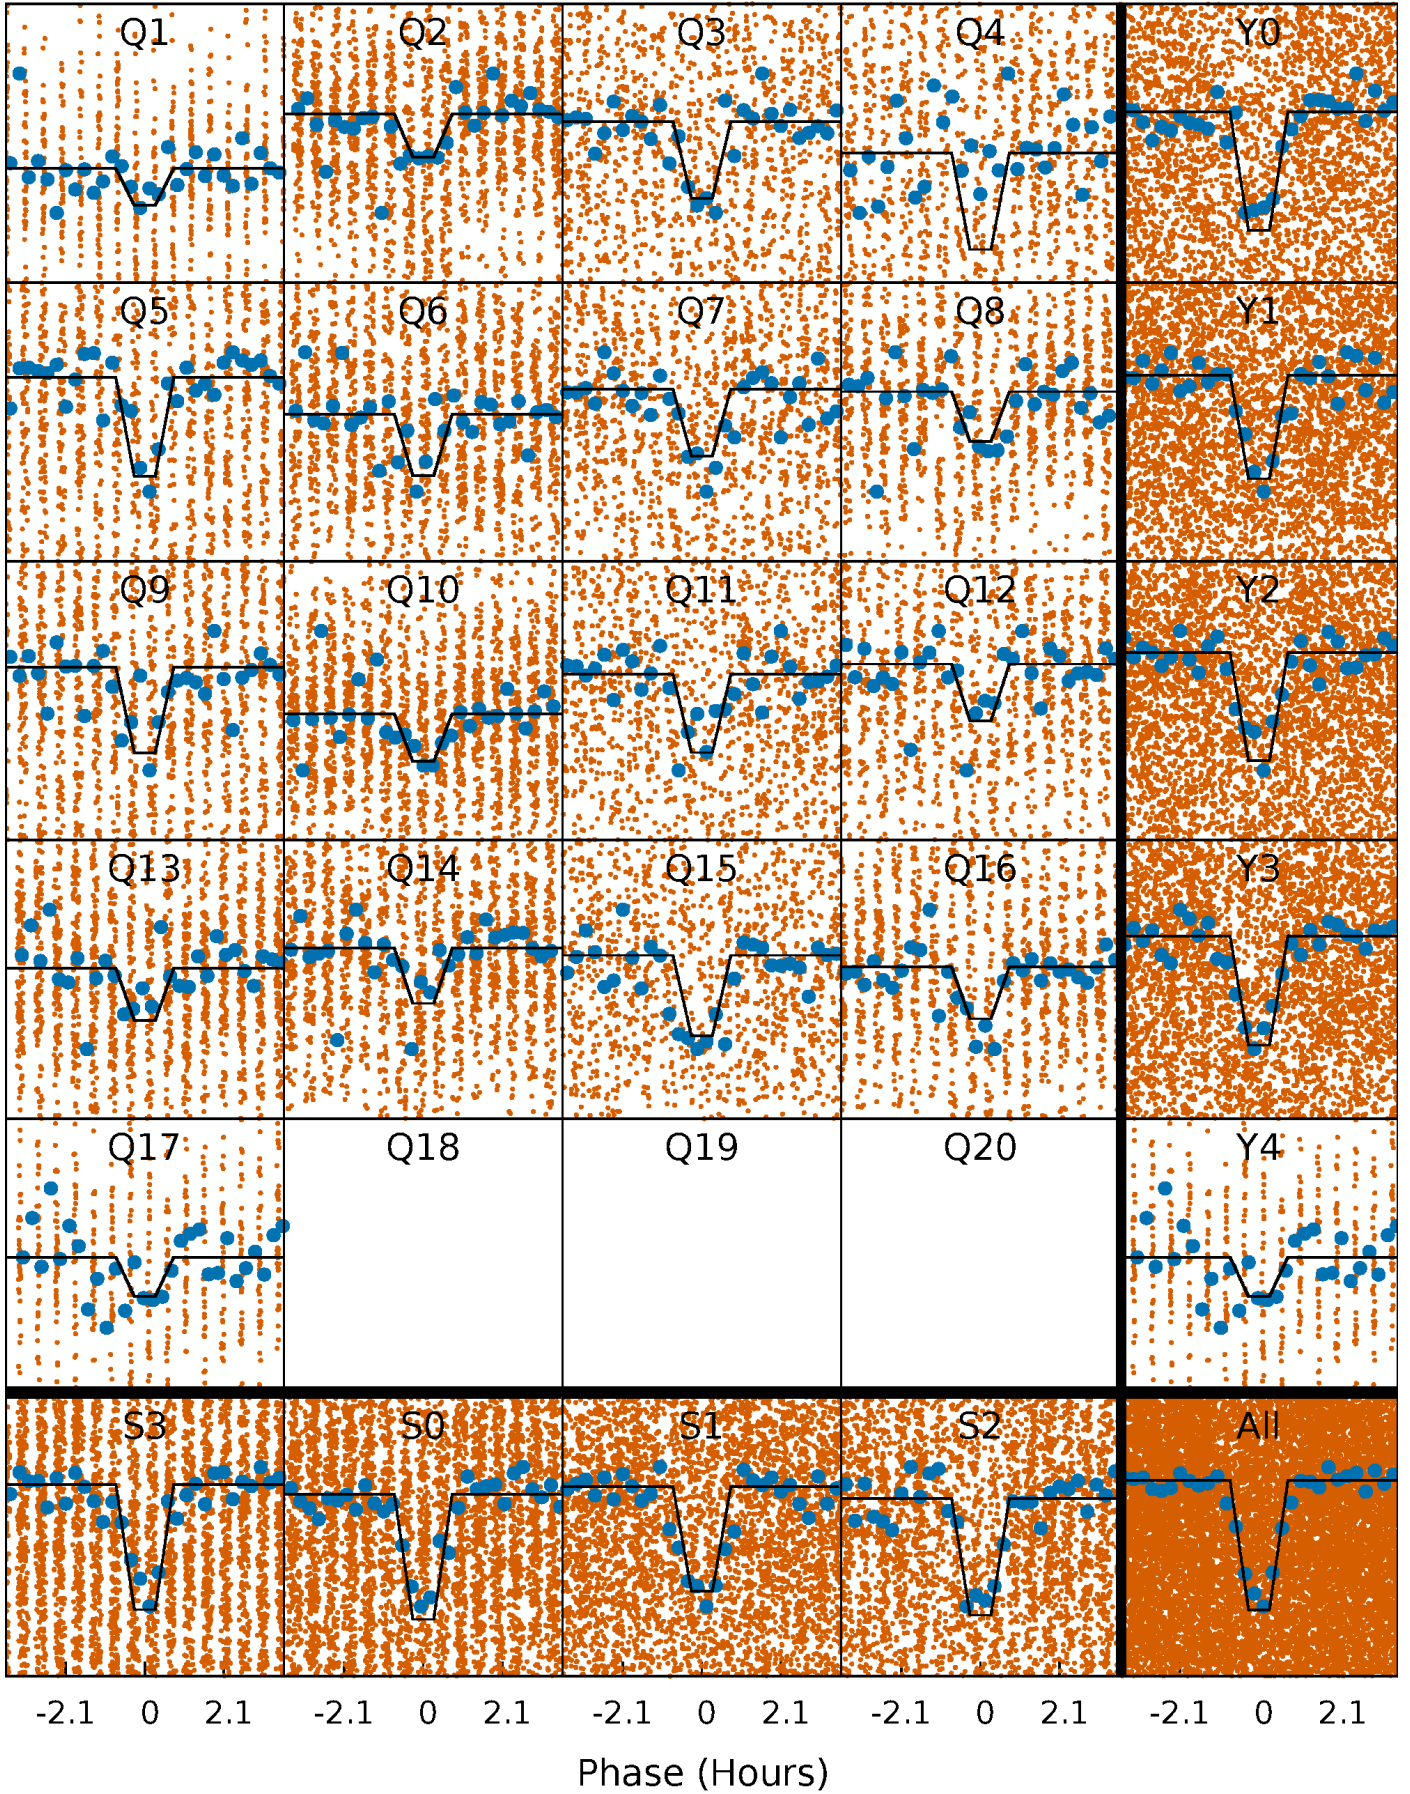 Q1 Q2 Q3 Q4 Y0
Q5 Q6 Q7 Q8 Y1
Q9 Q10 Q11 Q12 Y2
Q13 Q14 Q15 Q16 Y3
Q17 Q18 Q19 Q20 Y4
S3 S0 S1 S2 All
-2.1 0 2.1 -2.1 0 2.1 -2.1 0 2.1 -2.1 0 2.1 -2.1 0 2.1
Phase (Hours)